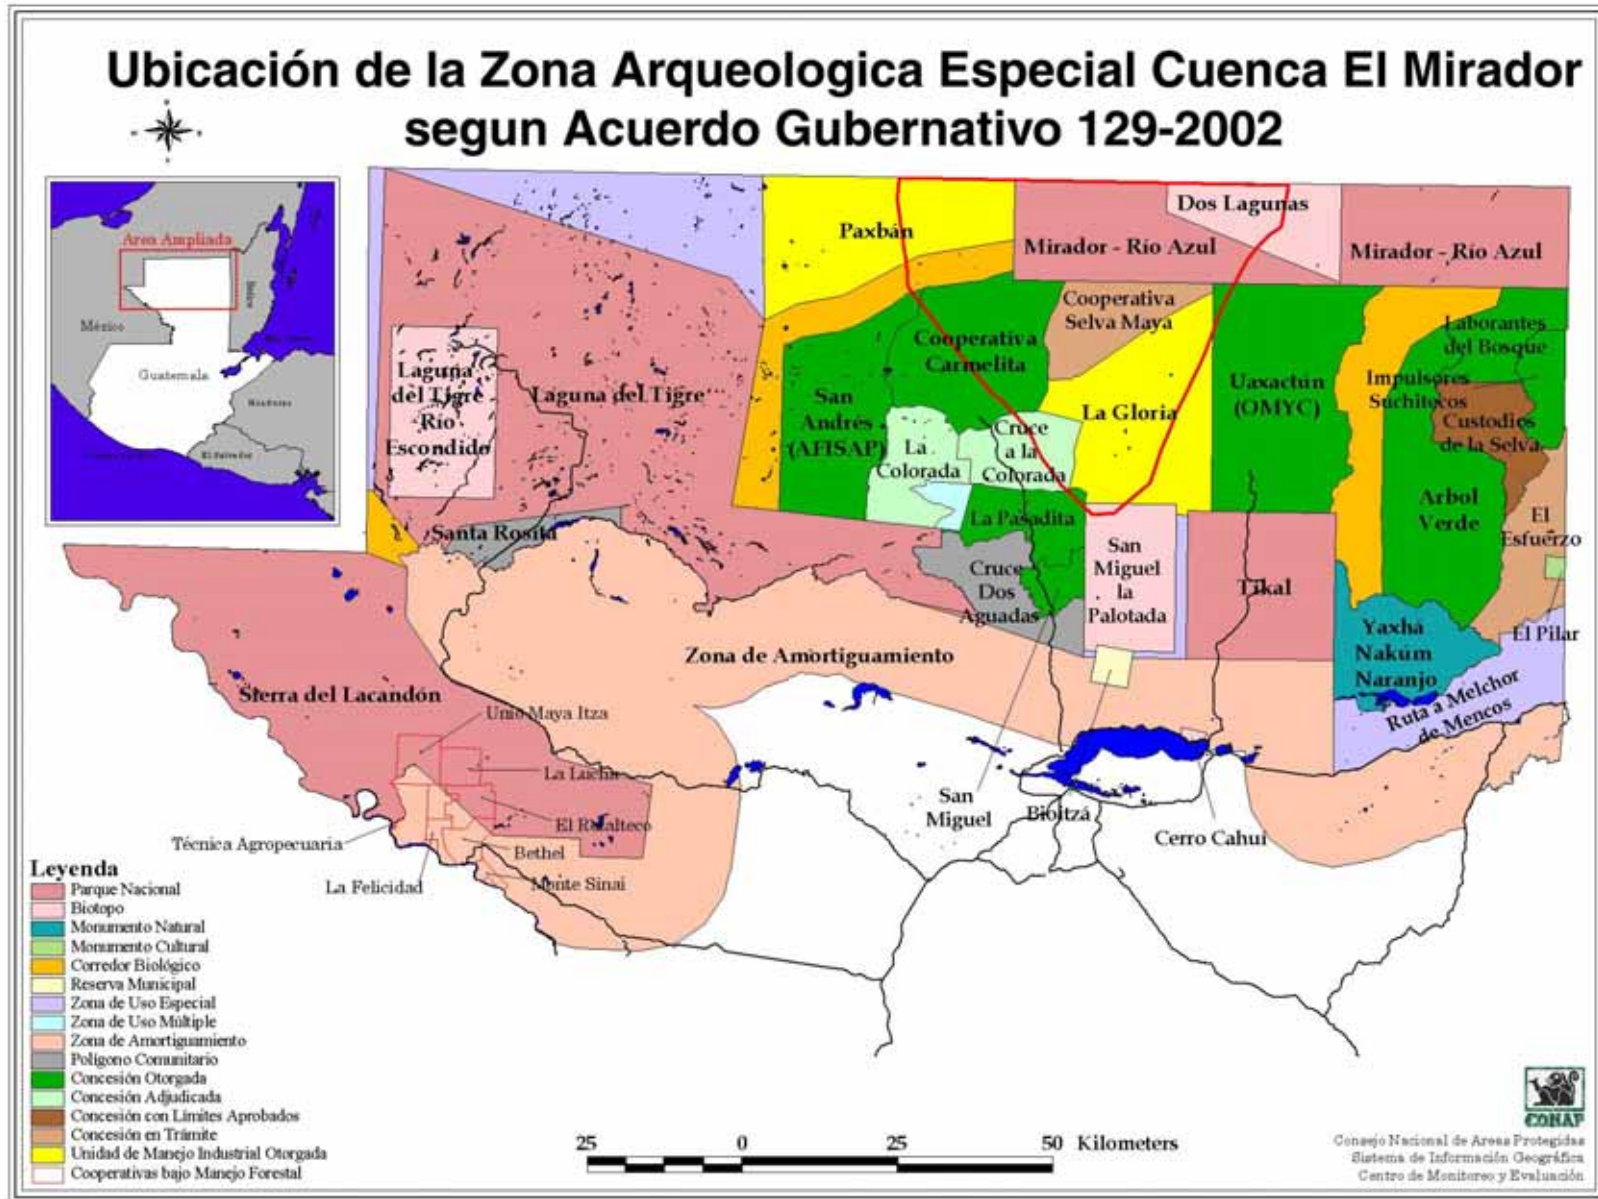 Ubicación de la Zona Arqueologica Especial Cuenca El Mirador
segun Acuerdo Gubernativo 129-2002
Area Ampliada
México
Guatemala
Honduras
El Salvador
Paxbán
Dos Lagunas
Mirador - Río Azul
Mirador - Río Azul
Cooperativa
Selva Maya
Cooperativa
Carmelita
Laguna
del Tigre
Río
Escondido
Laguna del Tigre
San
Andrés
(AFISAP)
La
Colorada
Cruce
a la
Colorada
La Gloria
Uaxactún
(OMYC)
Laborantes
del Bosque
Impulsores
Suchitecos
Custodios
de la Selva
Arbol
Verde
El
Esfuerzo
Santa Rosita
La Pasadita
Cruce
Dos
Aguadas
San
Miguel
la
Palotada
Tikal
Yaxhá
Nakúm
Naranjo
El Pilar
Ruta a Melchor
de Mencos
Zona de Amortiguamiento
Sierra del Lacandón
Unio Maya Itza
La Lucha
El Retalteco
Bethel
Monte Sinai
Técnica Agropecuaria
La Felicidad
San
Miguel
Bioitzá
Cerro Cahuí
Leyenda
Parque Nacional
Biotopo
Monumento Natural
Monumento Cultural
Corredor Biológico
Reserva Municipal
Zona de Uso Especial
Zona de Uso Múltiple
Zona de Amortiguamiento
Polígono Comunitario
Concesión Otorgada
Concesión Adjudicada
Concesión con Límites Aprobados
Concesión en Trámite
Unidad de Manejo Industrial Otorgada
Cooperativas bajo Manejo Forestal
25 0 25 50 Kilometers
CONAP
Consejo Nacional de Areas Protegidas
Sistema de Información Geográfica
Centro de Monitoreo y Evaluación